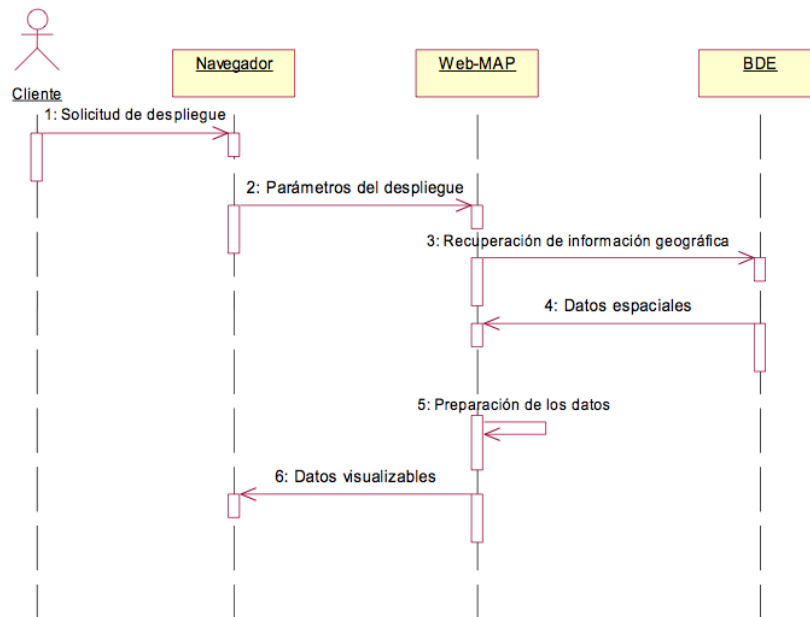 Navegador
Web-MAP
BDE
Cliente
1: Solicitud de despliegue
2: Parámetros del despliegue
3: Recuperación de información geográfica
4: Datos espaciales
5: Preparación de los datos
6: Datos visualizables